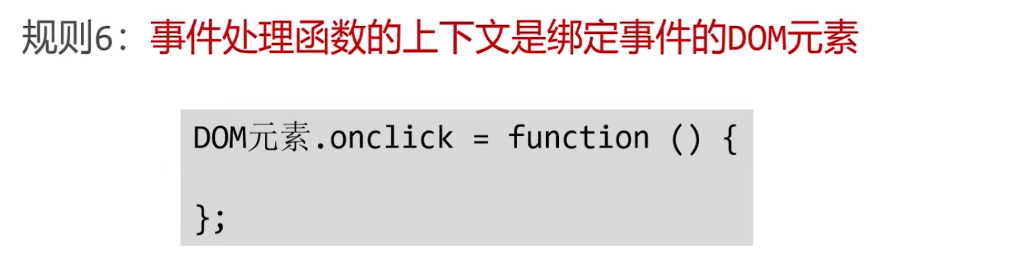 规则6：事件处理函数的上下文是绑定事件的DOM元素
DOM元素.onclick = function () {
};